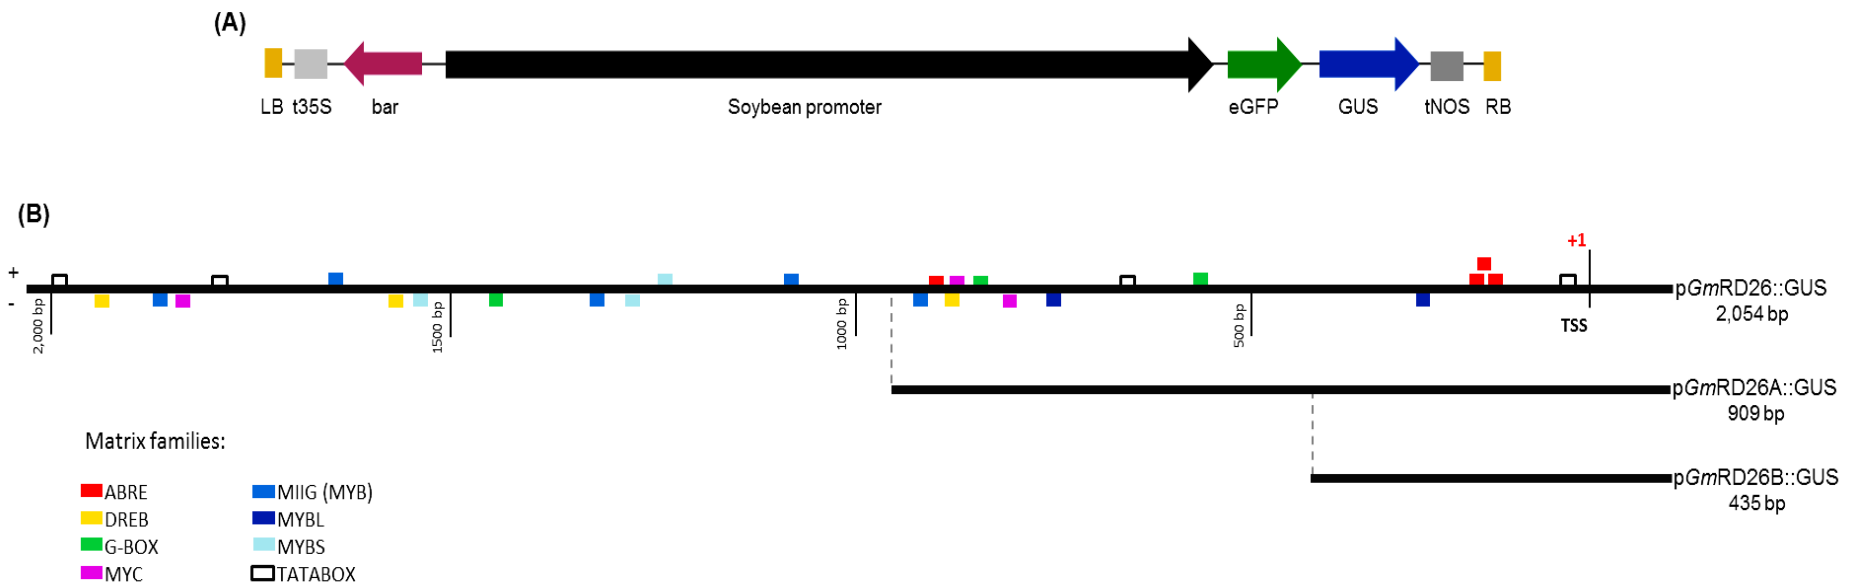 (A)
LB t35S bar Soybean promoter eGFP GUS tNOS RB
(B)
+1
+
-
2,000 bp
1500 bp
1000 bp
500 bp
TSS
pGmRD26::GUS
2,054 bp
pGmRD26A::GUS
909 bp
pGmRD26B::GUS
435 bp
Matrix families:
ABRE
DREB
G-BOX
MYC
MIIG (MYB)
MYBL
MYBS
TATABOX